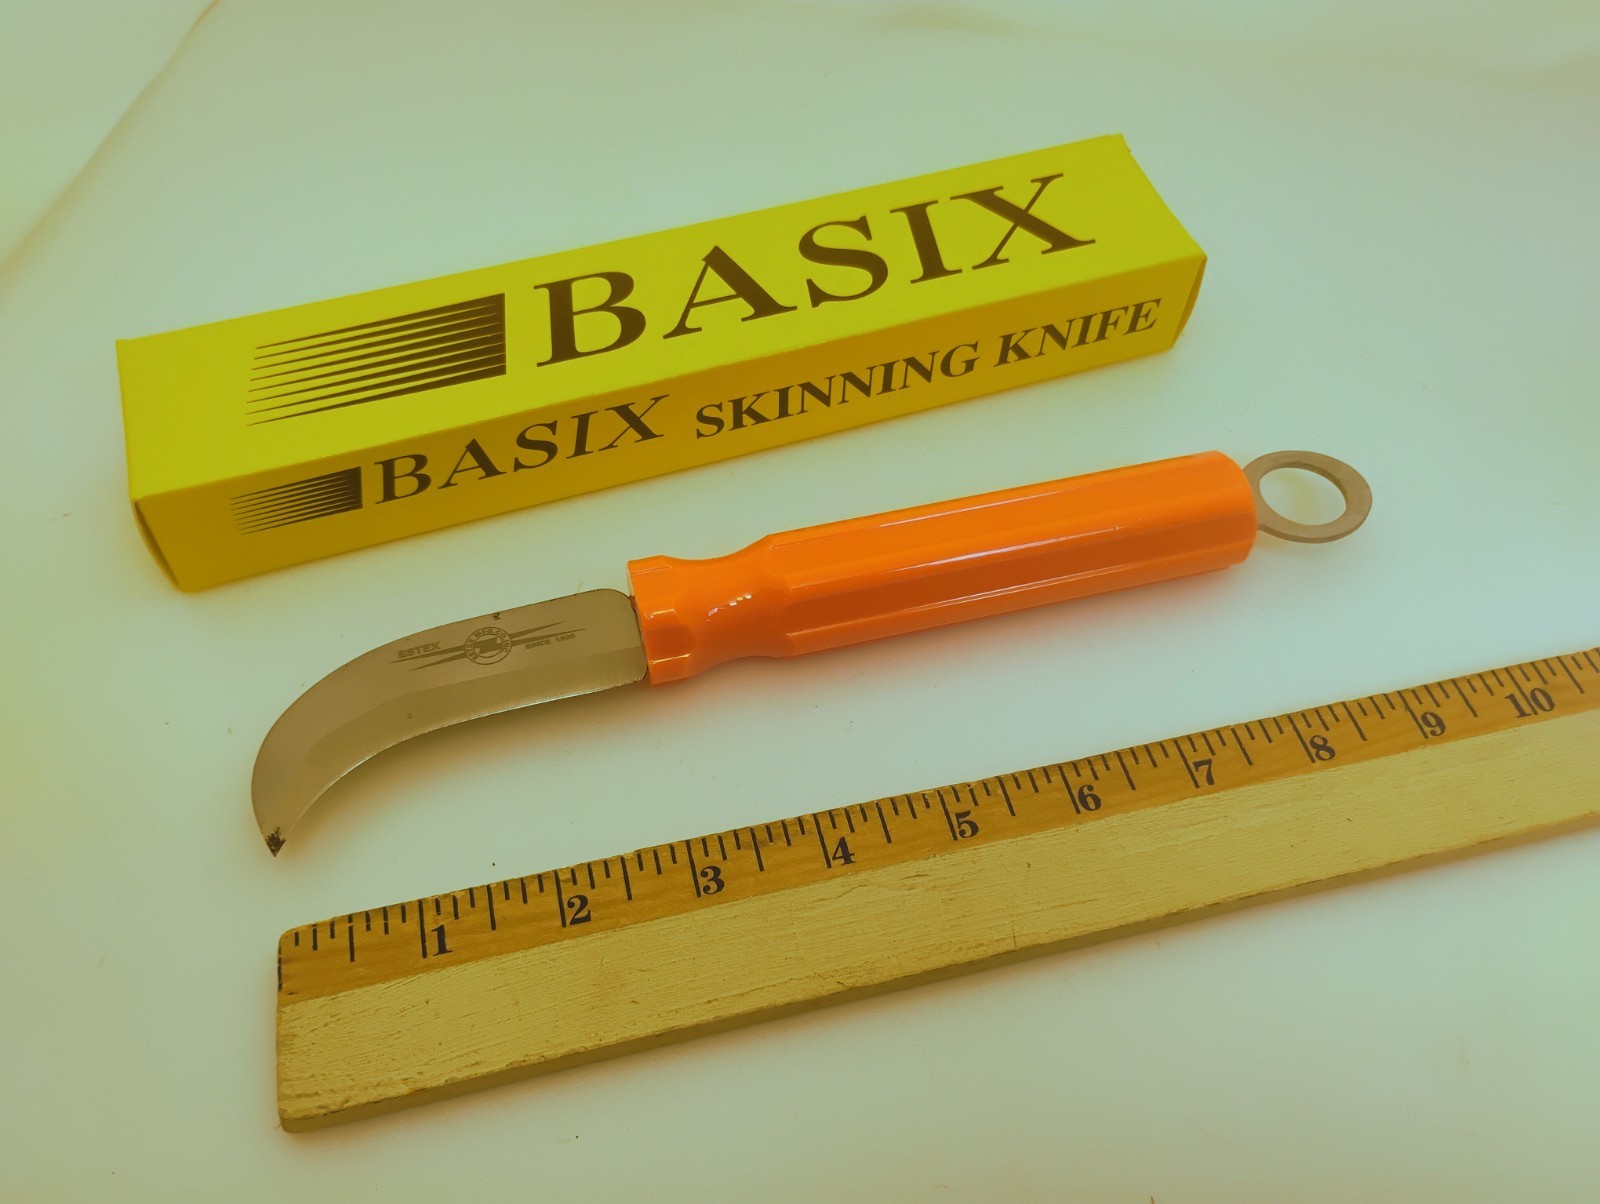 BASIX
BASIX SKINNING KNIFE
ESTEX
SINCE 1900
1 2 3 4 5 6 7 8 9 10